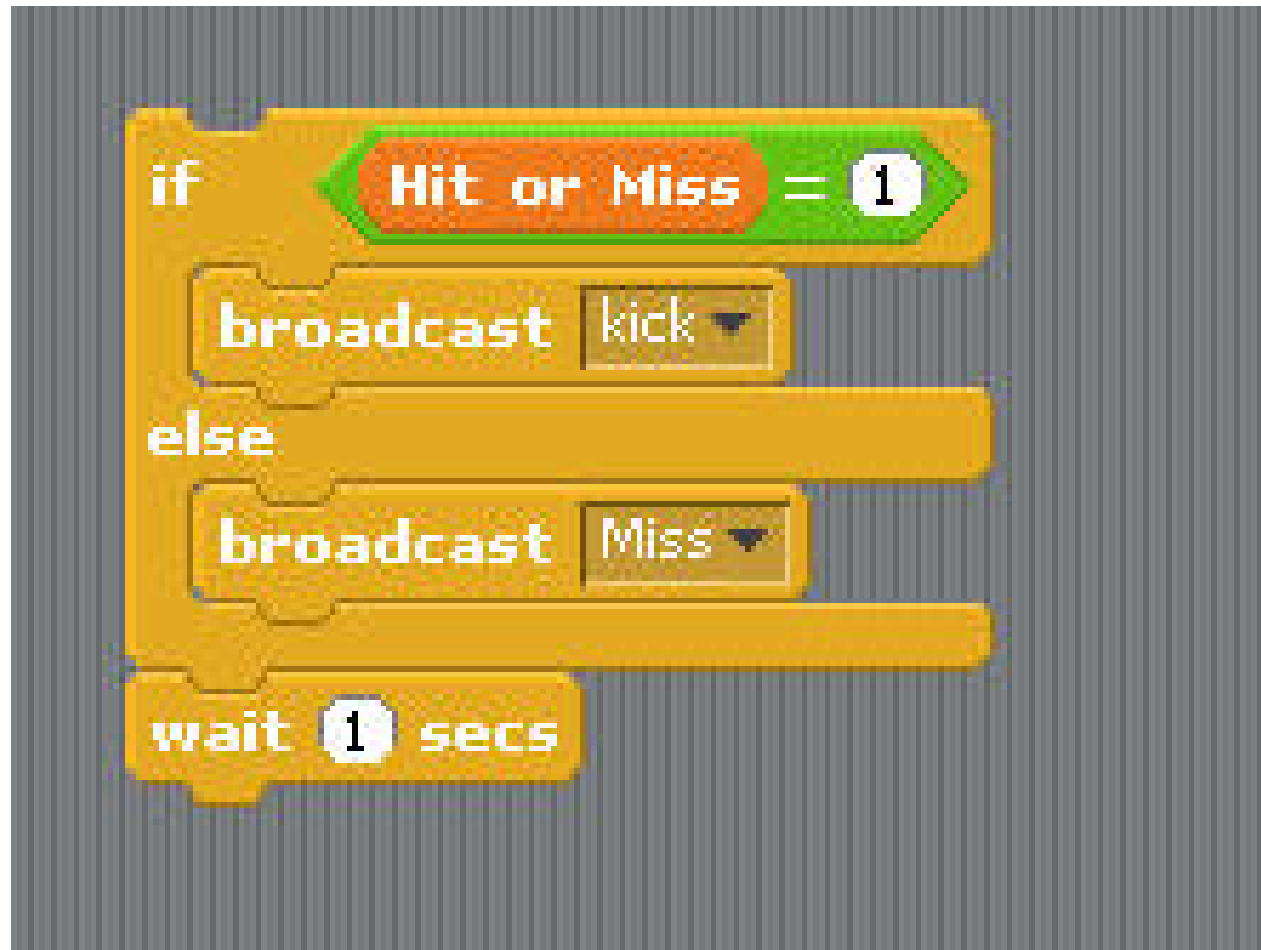 if Hit or Miss = 1
broadcast kick
else
broadcast Miss
wait 1 secs